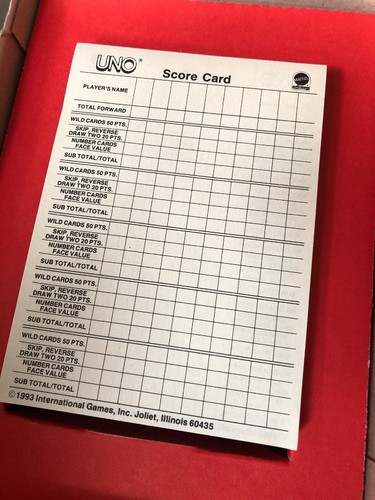 UNO®
Score Card
MATTEL
PLAYER'S NAME
TOTAL FORWARD
WILD CARDS 50 PTS.
SKIP, REVERSE
DRAW TWO 20 PTS.
NUMBER CARDS
FACE VALUE
SUB TOTAL/TOTAL
WILD CARDS 50 PTS.
SKIP, REVERSE
DRAW TWO 20 PTS.
NUMBER CARDS
FACE VALUE
SUB TOTAL/TOTAL
WILD CARDS 50 PTS.
SKIP, REVERSE
DRAW TWO 20 PTS.
NUMBER CARDS
FACE VALUE
SUB TOTAL/TOTAL
WILD CARDS 50 PTS.
SKIP, REVERSE
DRAW TWO 20 PTS.
NUMBER CARDS
FACE VALUE
SUB TOTAL/TOTAL
WILD CARDS 50 PTS.
SKIP, REVERSE
DRAW TWO 20 PTS.
NUMBER CARDS
FACE VALUE
SUB TOTAL/TOTAL
©1993 International Games, Inc. Joliet, Illinois 60435